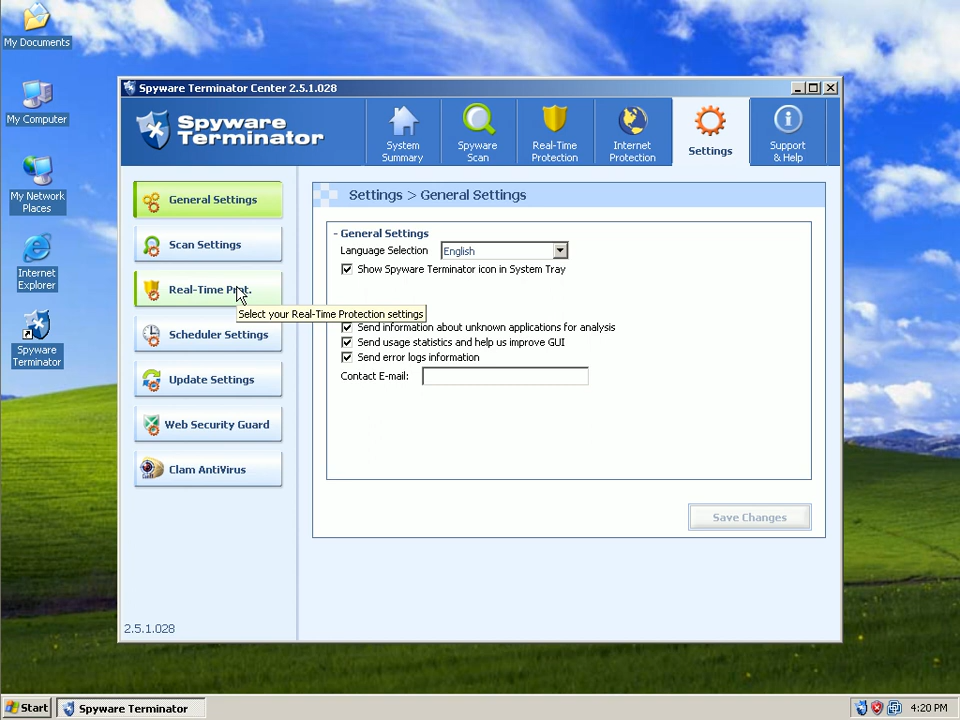 My Documents
My Computer
My Network
Places
Internet
Explorer
Spyware
Terminator
Spyware Terminator Center 2.5.1.028
Spyware
Terminator
System
Summary
Spyware
Scan
Real-Time
Protection
Internet
Protection
Settings
Support
& Help
General Settings
Scan Settings
Real-Time Prot.
Scheduler Settings
Update Settings
Web Security Guard
Clam AntiVirus
2.5.1.028
Settings > General Settings
- General Settings
Language Selection English
Show Spyware Terminator icon in System Tray
Select your Real-Time Protection settings
Send information about unknown applications for analysis
Send usage statistics and help us improve GUI
Send error logs information
Contact E-mail:
Save Changes
Start
Spyware Terminator
4:20 PM